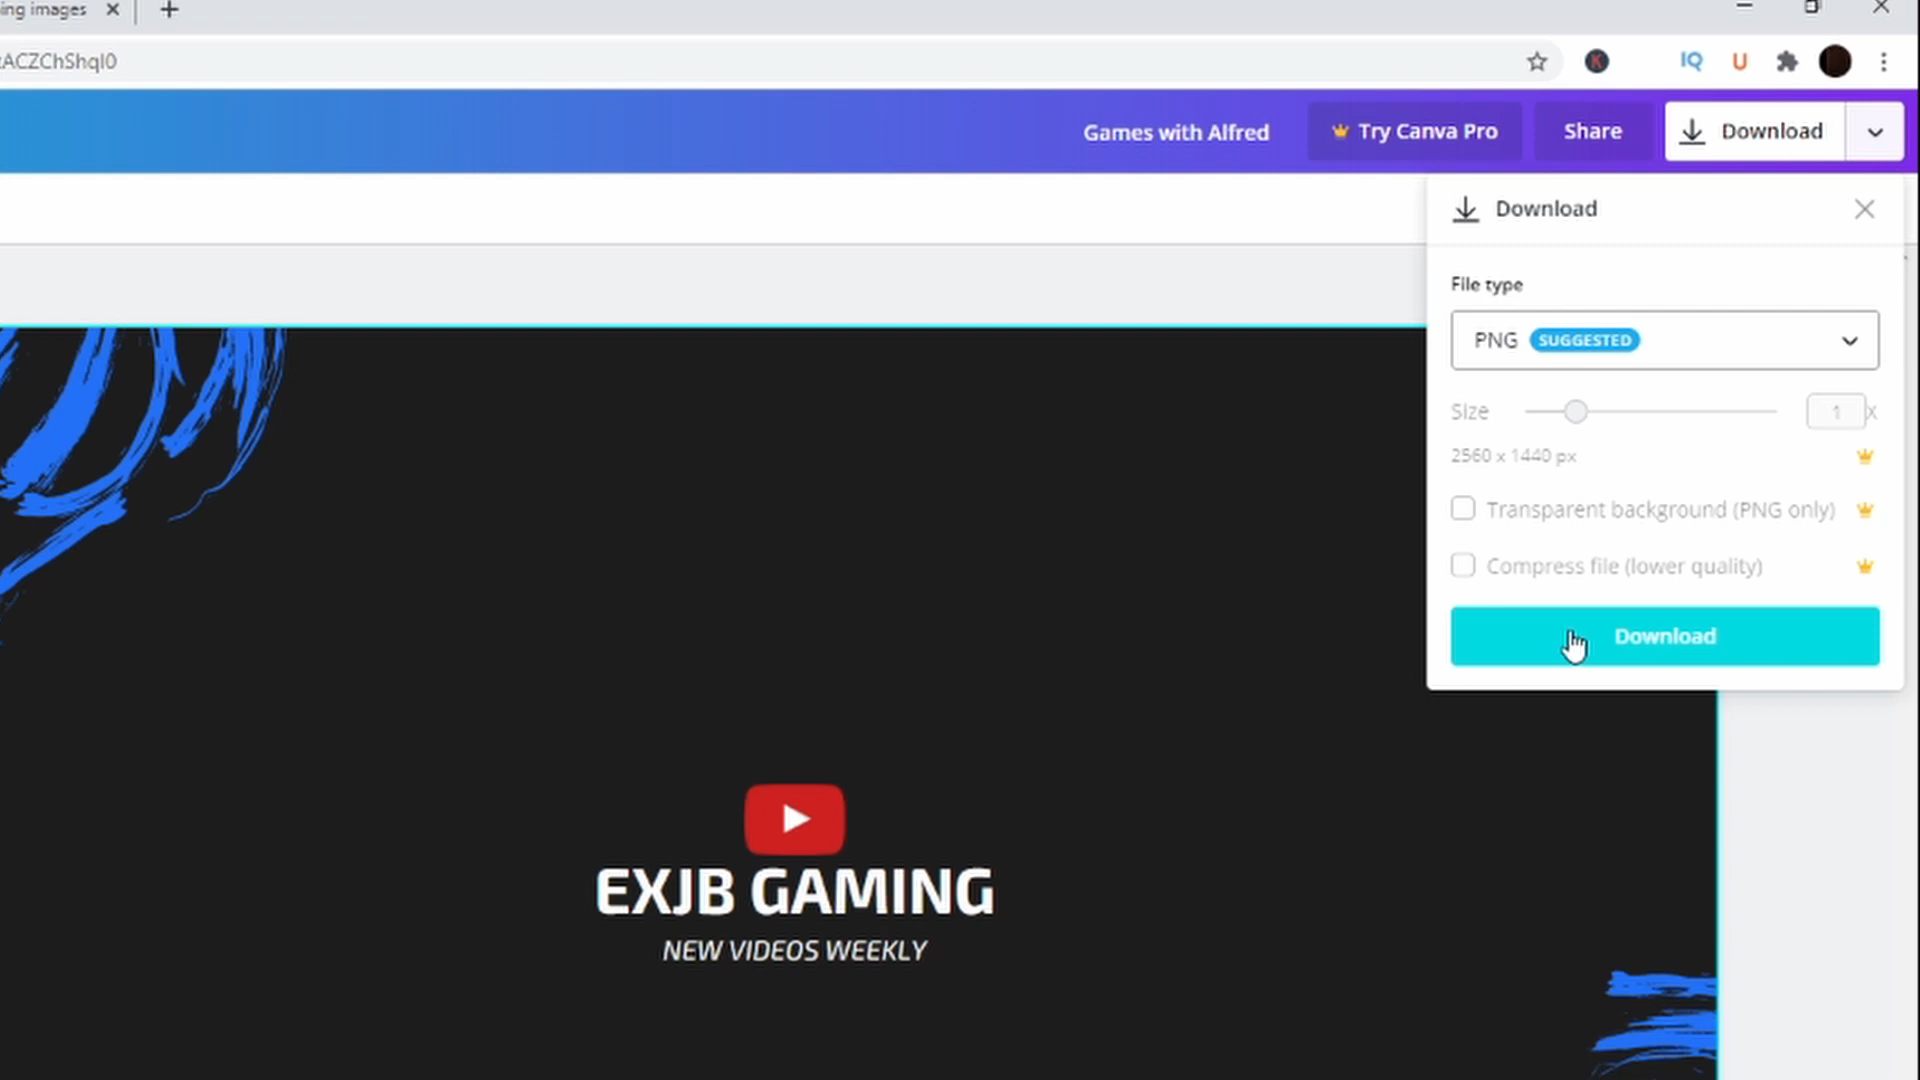 ing images
ACZChShqI0
IQ
U
Games with Alfred
Try Canva Pro
Share
Download
Download
File type
PNG SUGGESTED
Size
1 X
2560 x 1440 px
Transparent background (PNG only)
Compress file (lower quality)
Download
EXJB GAMING
NEW VIDEOS WEEKLY